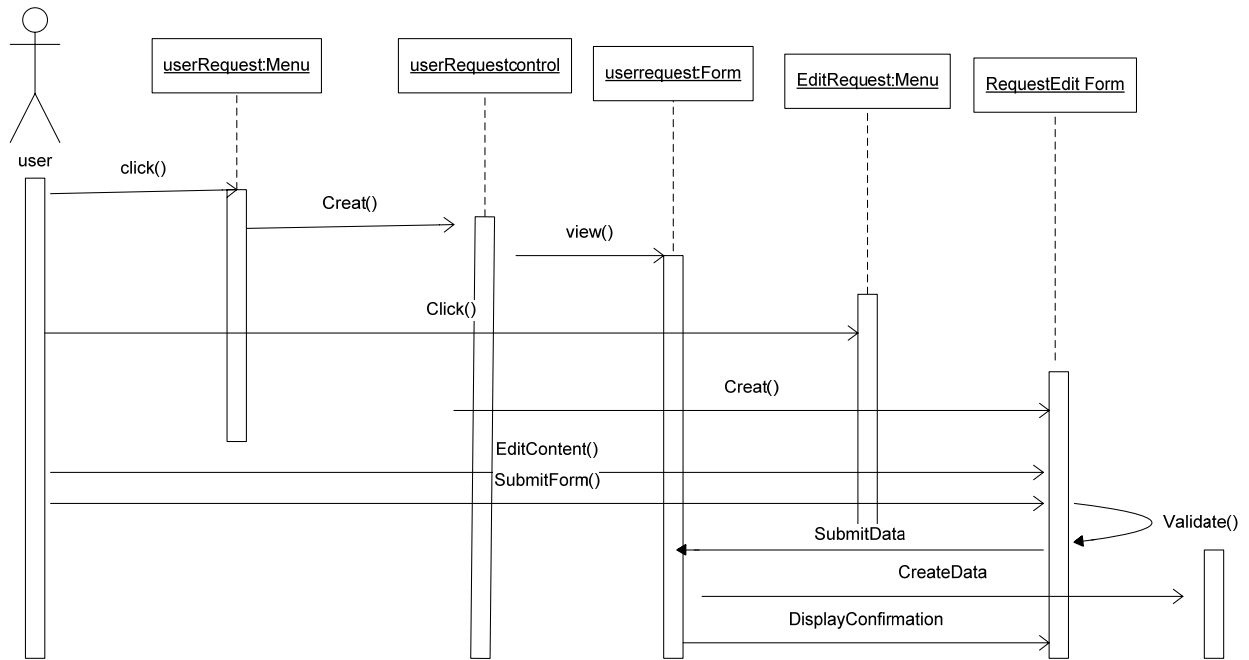 userRequest:Menu
userRequestcontrol
userrequest:Form
EditRequest:Menu
RequestEdit Form
user
click()
Creat()
view()
Click()
Creat()
EditContent()
SubmitForm()
Validate()
SubmitData
CreateData
DisplayConfirmation